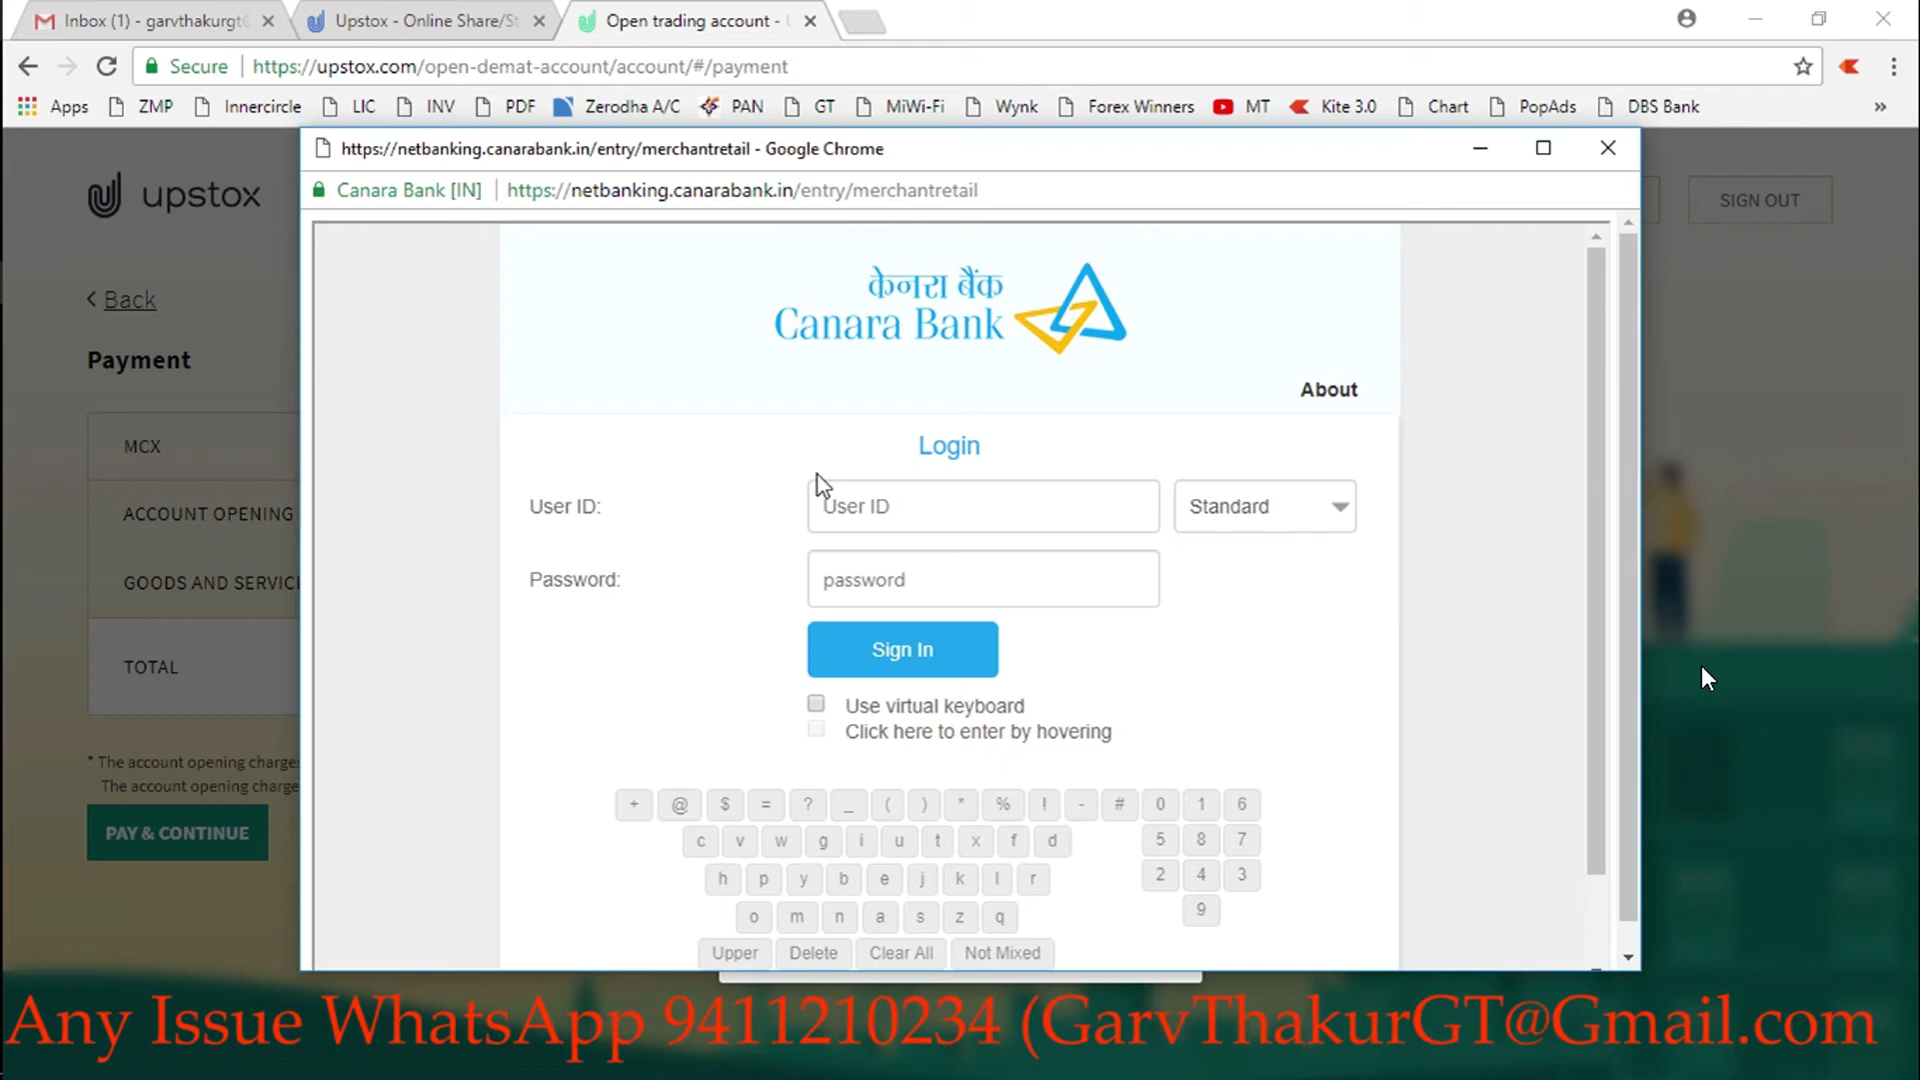 Inbox (1) - garvthakurgt@
Upstox - Online Share/St
Open trading account - U
Secure https://upstox.com/open-demat-account/account/#/payment
Apps ZMP Innercircle LIC INV PDF Zerodha A/C PAN GT MiWi-Fi Wynk Forex Winners MT Kite 3.0 Chart PopAds DBS Bank »
https://netbanking.canarabank.in/entry/merchantretail - Google Chrome
Canara Bank [IN] https://netbanking.canarabank.in/entry/merchantretail
upstox
SIGN OUT
केनरा बैंक
Canara Bank
About
< Back
Payment
MCX
ACCOUNT OPENING
GOODS AND SERVIC
TOTAL
* The account opening charges
The account opening charge
PAY & CONTINUE
Login
User ID: User ID Standard
Password: password
Sign In
Use virtual keyboard
Click here to enter by hovering
+ @ $ = ? _ ( ) * % ! - # 0 1 6
c v w g i u t x f d 5 8 7
h p y b e j k l r 2 4 3
o m n a s z q 9
Upper Delete Clear All Not Mixed
Any Issue WhatsApp 9411210234 (GarvThakurGT@Gmail.com